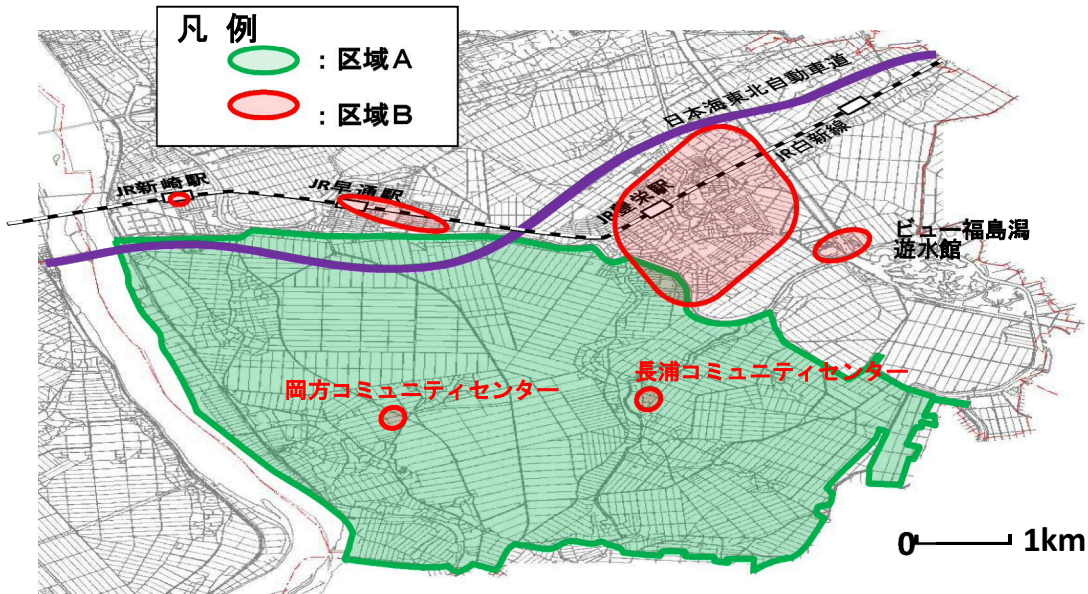 凡 例
：区域A
：区域B
日本海東北自動車道
JR白新線
JR新崎駅
JR早通駅
JR豊栄駅
ビュー福島潟
遊水館
岡方コミュニティセンター
長浦コミュニティセンター
0 1km